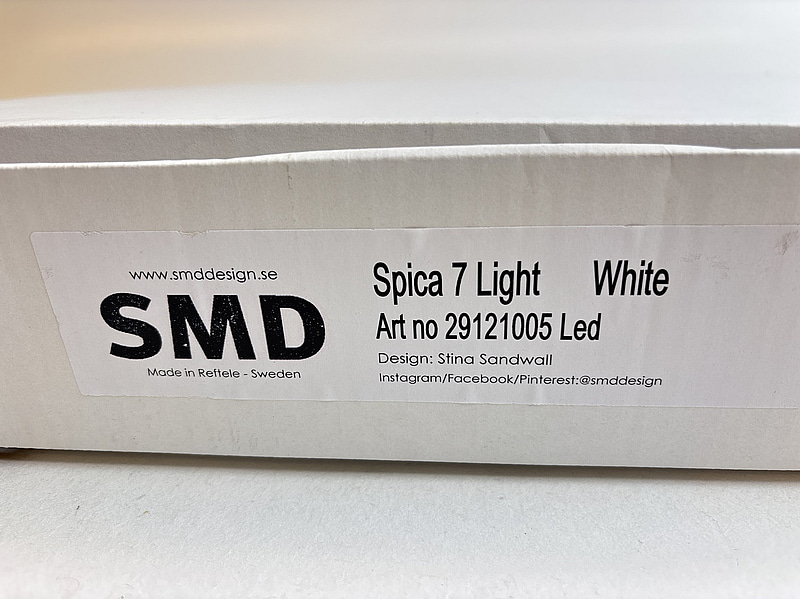 www.smddesign.se
SMD
Made in Reftele - Sweden
Spica 7 Light White
Art no 29121005 Led
Design: Stina Sandwall
Instagram/Facebook/Pinterest:@smddesign